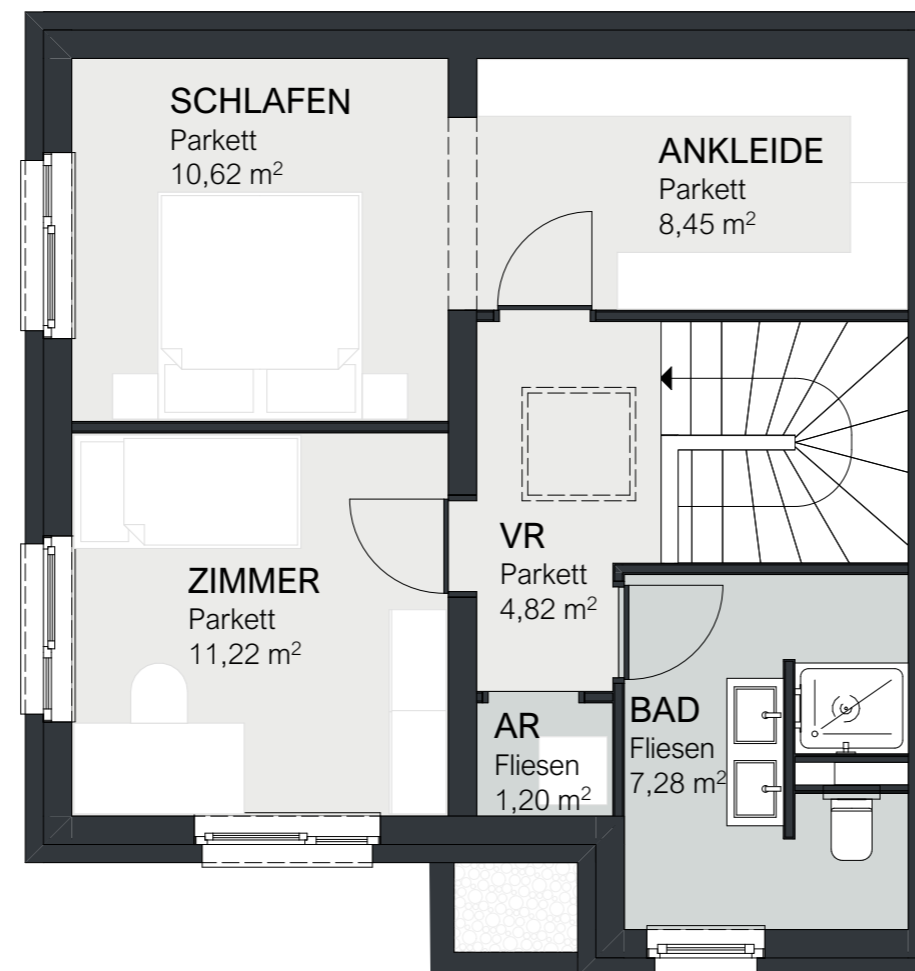 SCHLAFEN
Parkett
10,62 m²
ANKLEIDE
Parkett
8,45 m²
VR
Parkett
4,82 m²
ZIMMER
Parkett
11,22 m²
AR
Fliesen
1,20 m²
BAD
Fliesen
7,28 m²